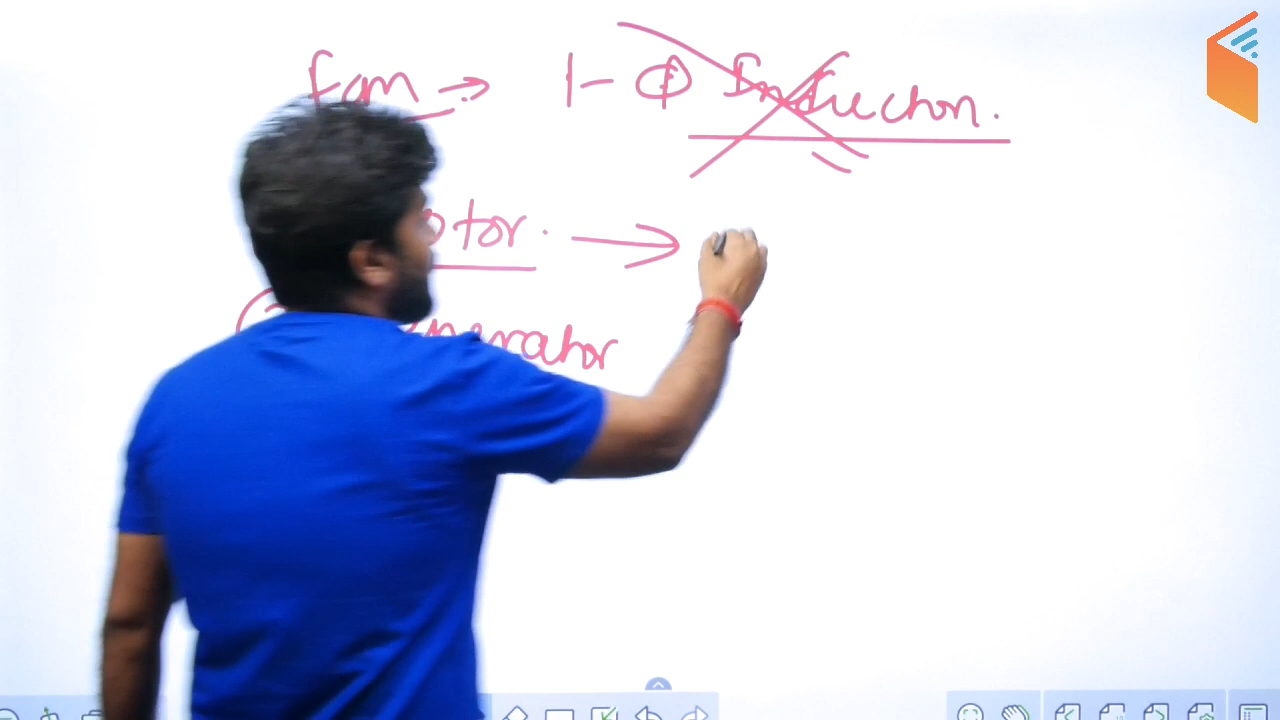 fan → 1-Φ Induction.
otor. →
nerator